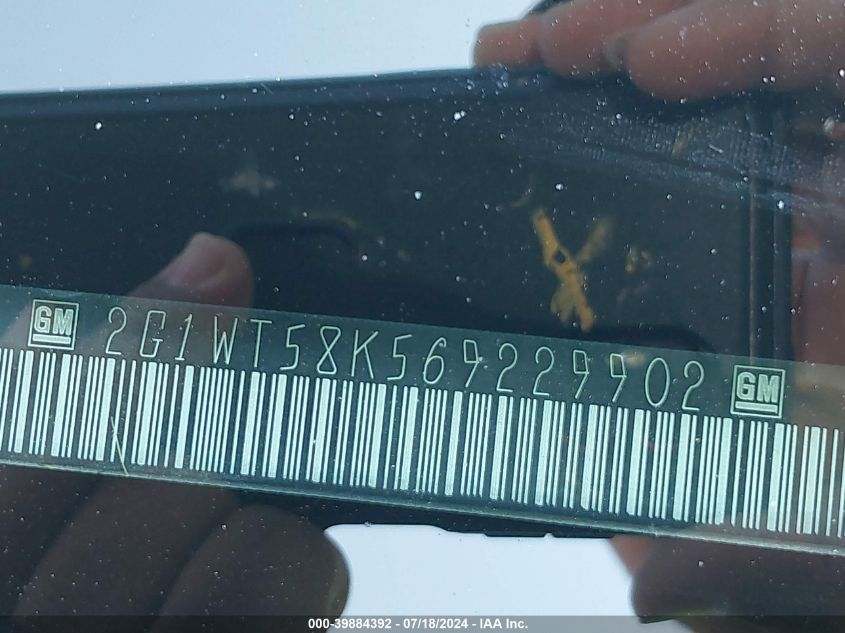 GM 2G1WT58K569229902 GM
000-39884392 - 07/18/2024 - IAA Inc.